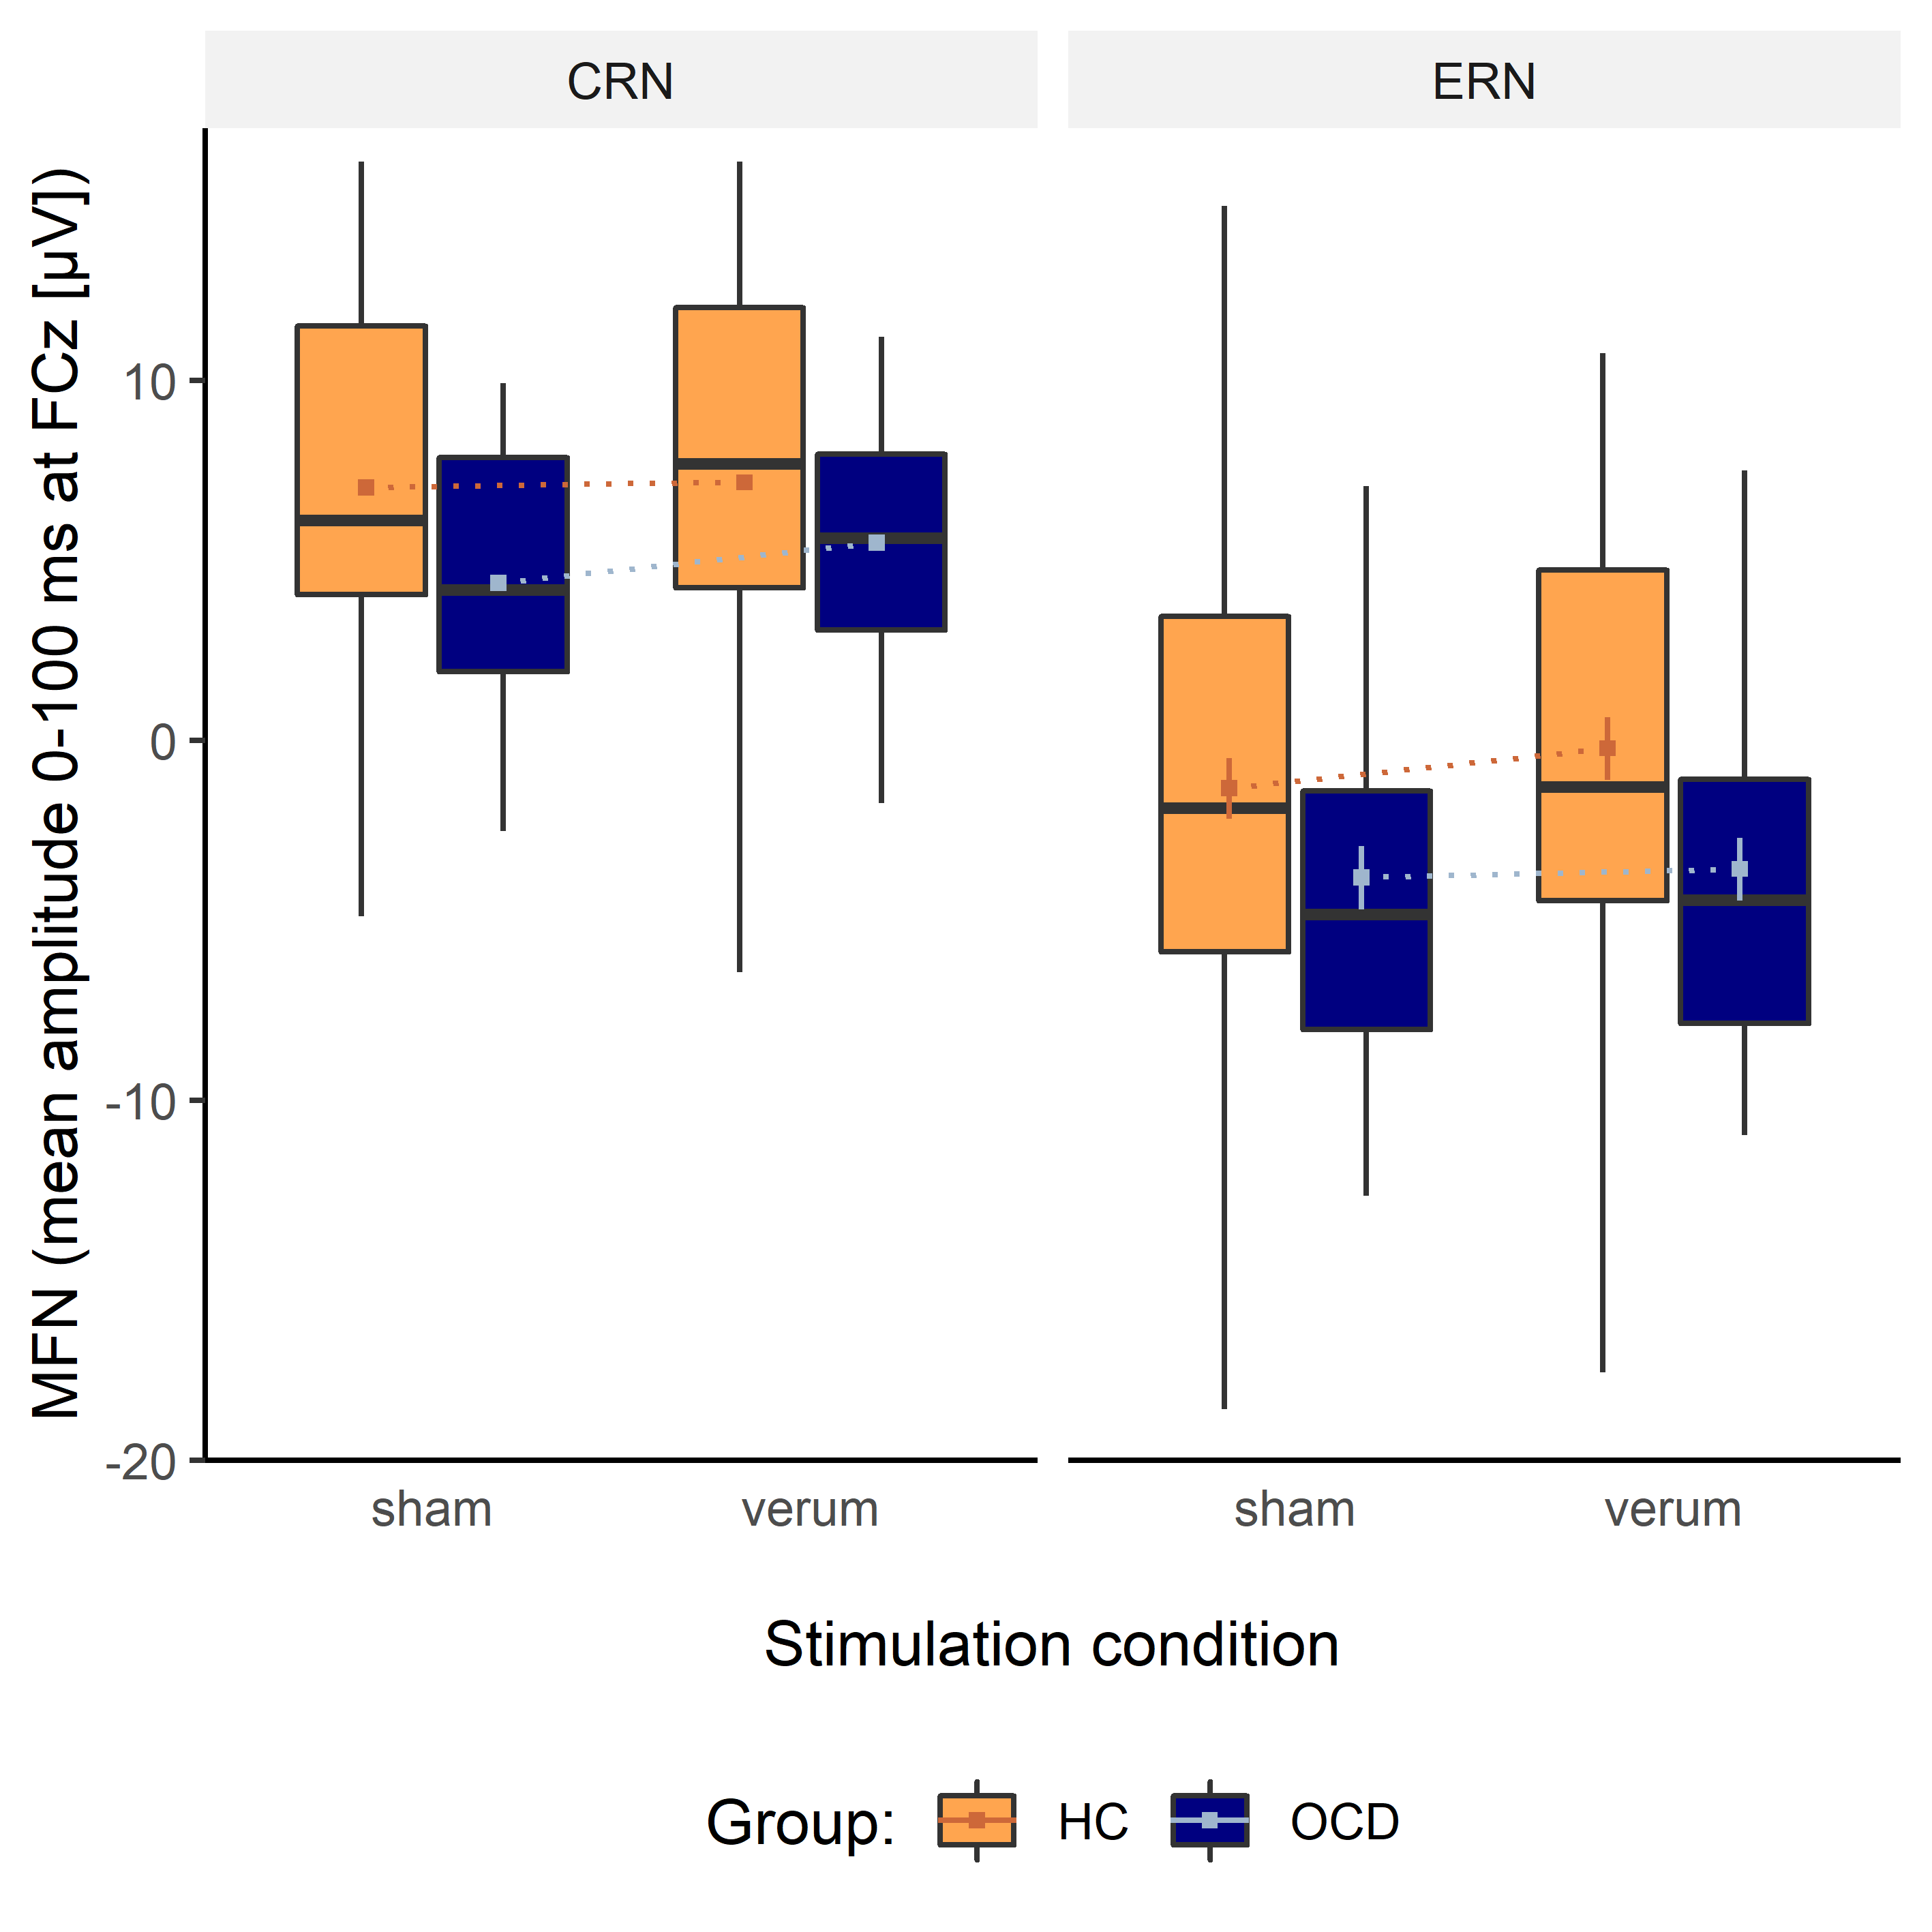 CRN
ERN
MFN (mean amplitude 0-100 ms at FCz [µV])
10
0
-10
-20
sham
verum
sham
verum
Stimulation condition
Group:
HC
OCD